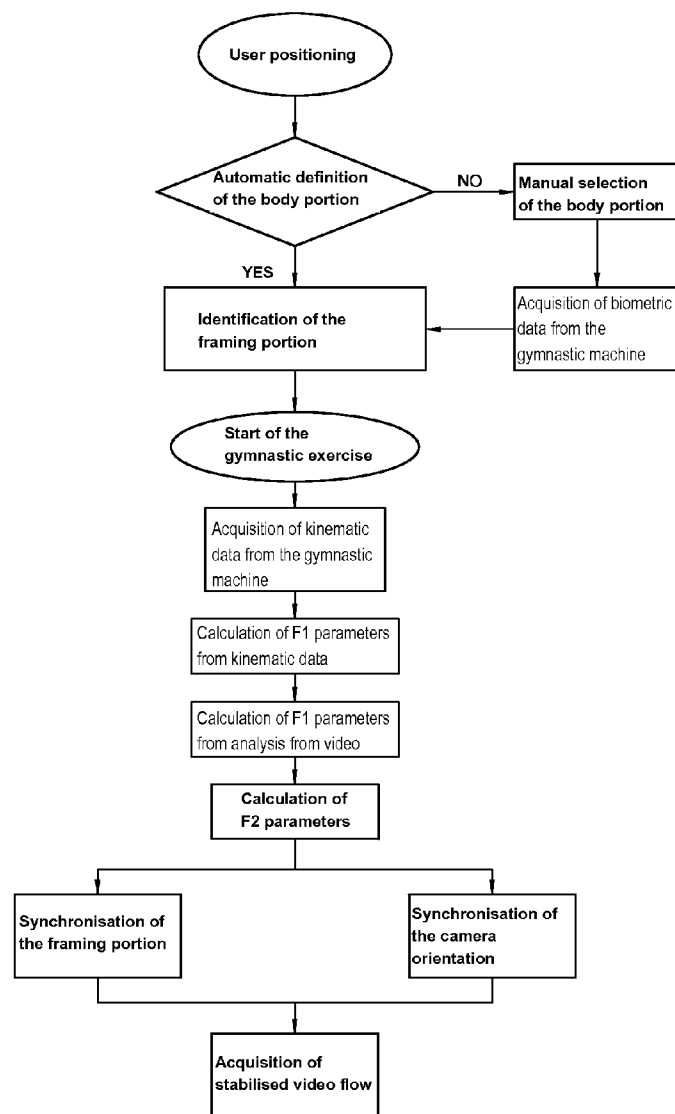 User positioning
Automatic definition
of the body portion
NO
Manual selection
of the body portion
YES
Identification of the
framing portion
Acquisition of biometric
data from the
gymnastic machine
Start of the
gymnastic exercise
Acquisition of kinematic
data from the gymnastic
machine
Calculation of F1 parameters
from kinematic data
Calculation of F1 parameters
from analysis from video
Calculation of
F2 parameters
Synchronisation of
the framing portion
Synchronisation of
the camera
orientation
Acquisition of
stabilised video flow